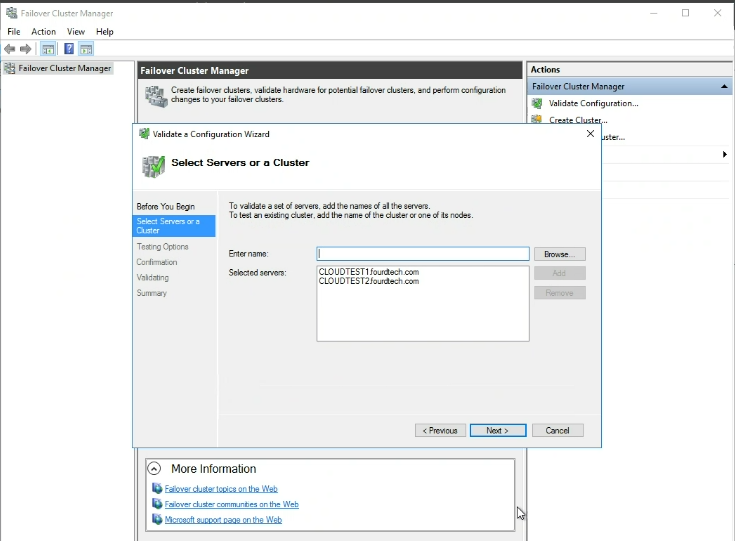 Failover Cluster Manager
File Action View Help
Failover Cluster Manager
Failover Cluster Manager
Create failover clusters, validate hardware for potential failover clusters, and perform configuration
changes to your failover clusters.
Actions
Failover Cluster Manager
Validate Configuration...
Create Cluster...
uster...
Validate a Configuration Wizard
Select Servers or a Cluster
Before You Begin
Select Servers or a
Cluster
Testing Options
Confirmation
Validating
Summary
To validate a set of servers, add the names of all the servers.
To test an existing cluster, add the name of the cluster or one of its nodes.
Enter name:
Browse...
Selected servers:
CLOUDTEST1.fourdtech.com
CLOUDTEST2.fourdtech.com
Add
Remove
< Previous
Next >
Cancel
More Information
Failover cluster topics on the Web
Failover cluster communities on the Web
Microsoft support page on the Web